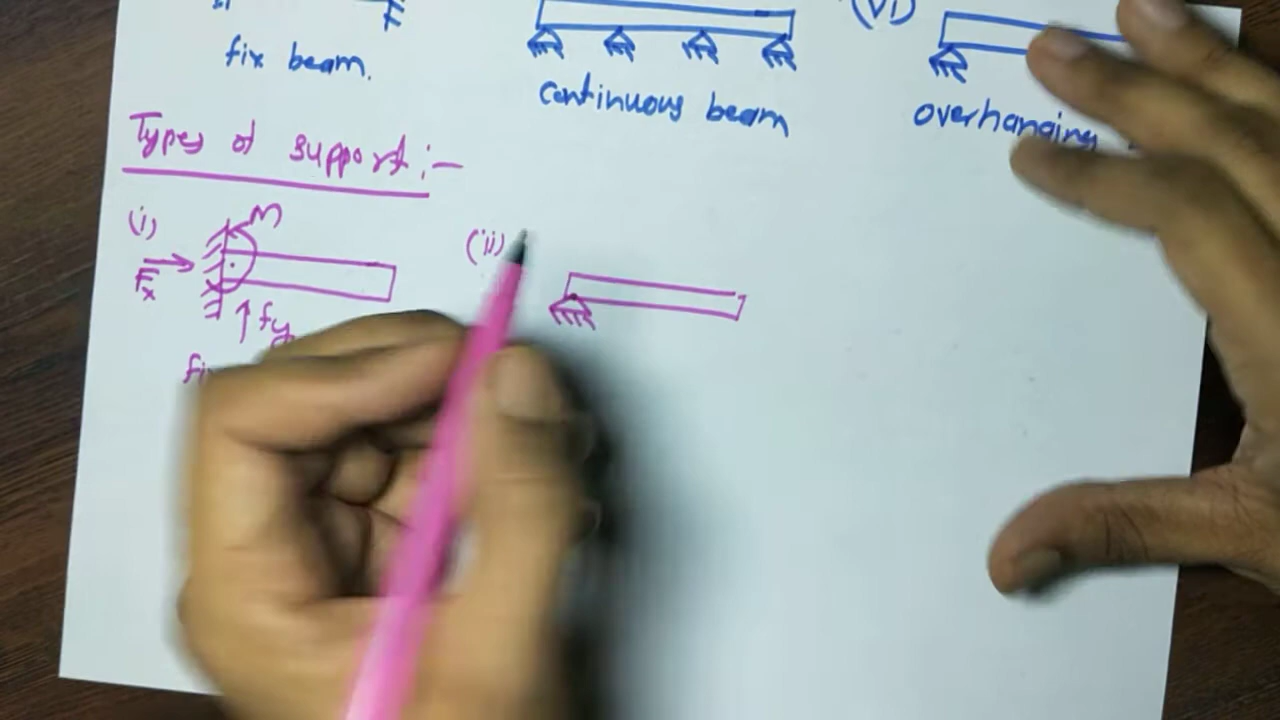 fix beam.
continuous beam
(vi)
overhanging
Types of support :-
(i)
M
Fx
fy
(ii)